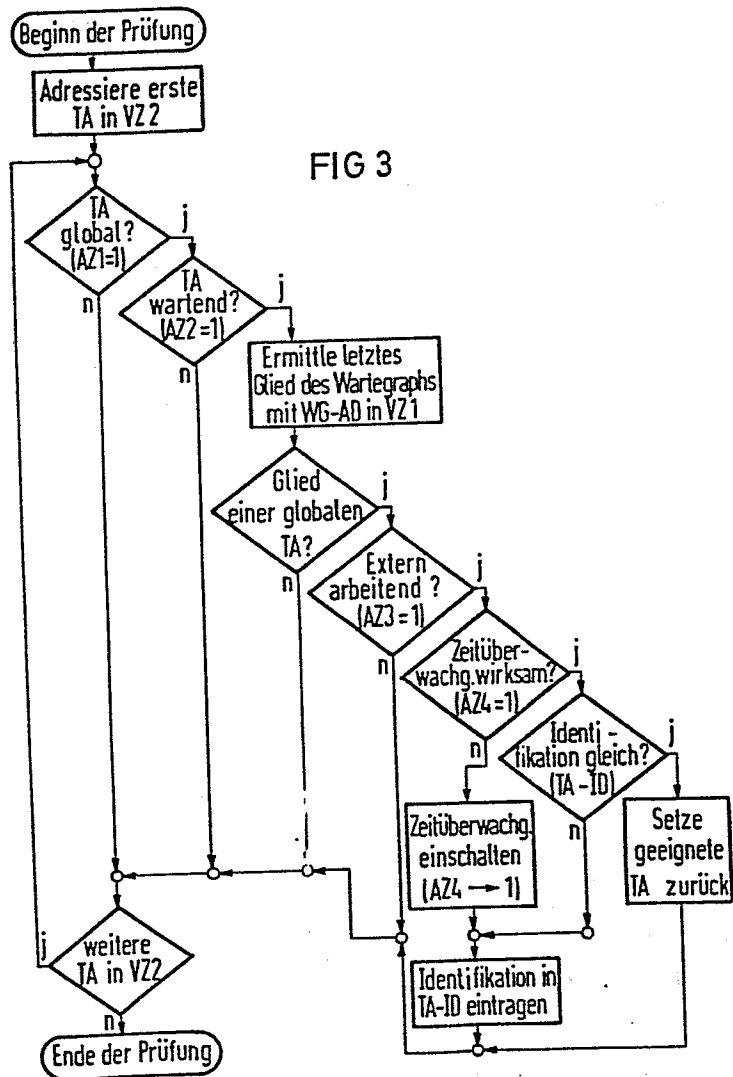 Beginn der Prüfung
Adressiere erste
TA in VZ2
FIG 3
TA
global?
(AZ1=1)
j
n
TA
wartend?
(AZ2=1)
j
n
Ermittle letztes
Glied des Wartegraphs
mit WG-AD in VZ1
Glied
einer globalen
TA?
j
n
Extern
arbeitend?
(AZ3=1)
j
n
Zeitüber-
wachg.wirksam?
(AZ4=1)
j
n
Identi-
fikation gleich?
(TA-ID)
j
n
Zeitüberwachg.
einschalten
(AZ4 → 1)
Setze
geeignete
TA zurück
Identifikation in
TA-ID eintragen
weitere
TA in VZ2
j
n
Ende der Prüfung